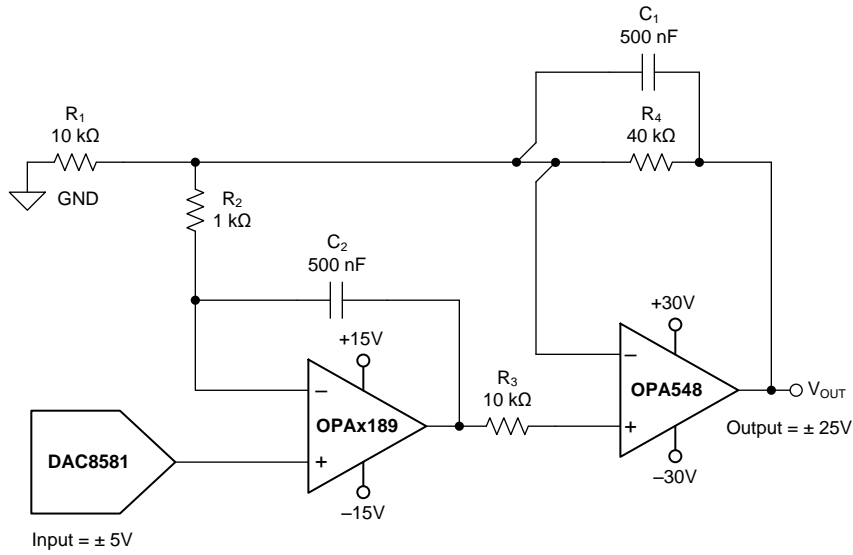 C1
500 nF
R1
10 kΩ
R4
40 kΩ
GND
R2
1 kΩ
C2
500 nF
+15V
+30V
R3
10 kΩ
–
OPAx189
+
–
OPA548
+
VOUT
DAC8581
Output = ± 25V
–15V
–30V
Input = ± 5V